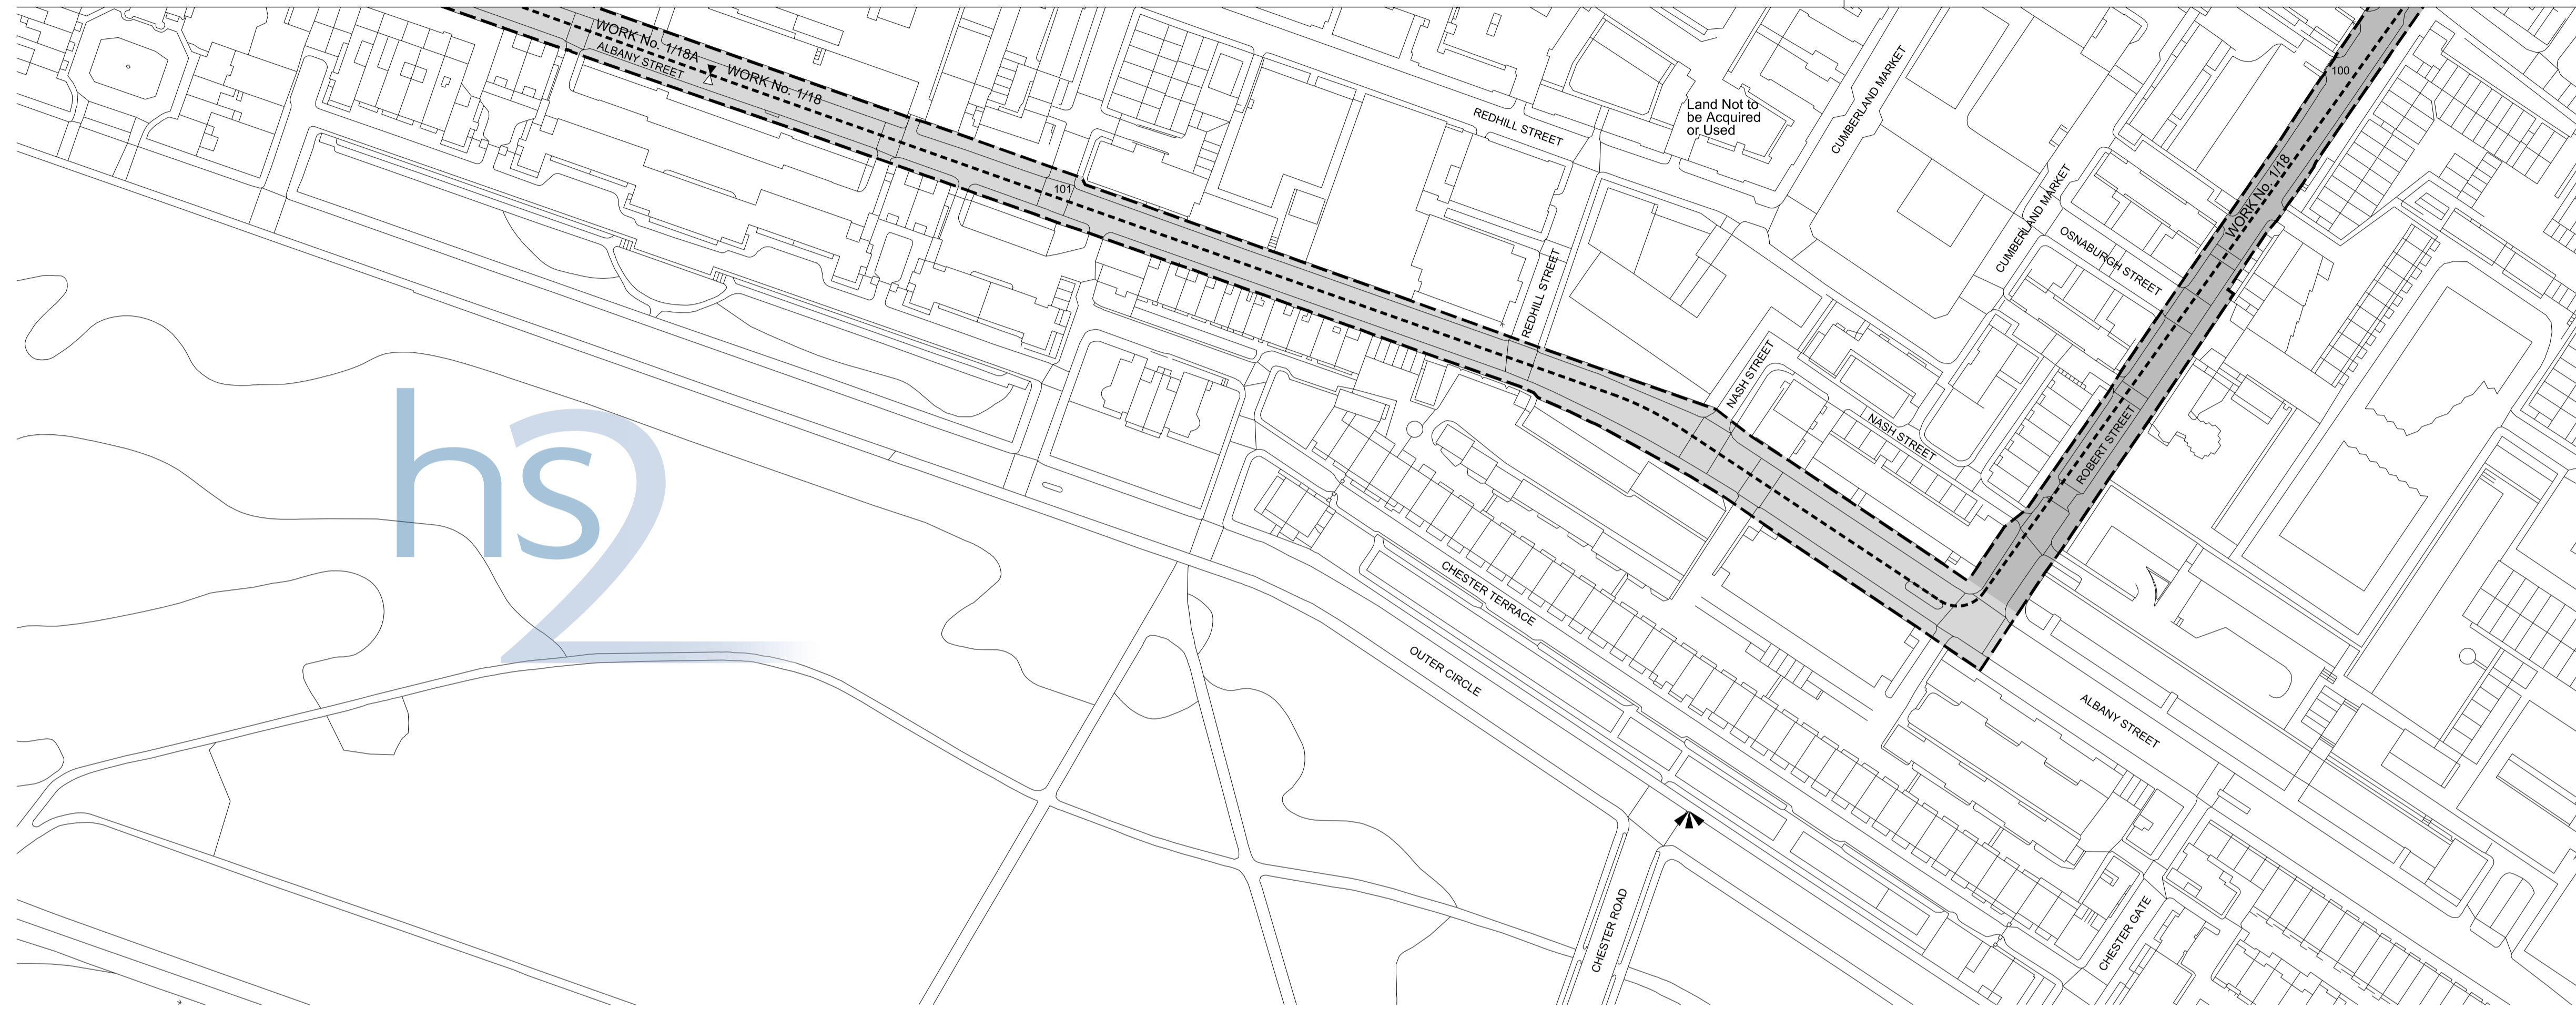 WORK No. 1/18A
ALBANY STREET
WORK No. 1/18
101
REDHILL STREET
Land Not to
be Acquired
or Used
CUMBERLAND MARKET
CUMBERLAND MARKET
100
WORK No. 1/18
OSNABURGH STREET
REDHILL STREET
NASH STREET
NASH STREET
ROBERT STREET
hs2
CHESTER TERRACE
OUTER CIRCLE
ALBANY STREET
CHESTER ROAD
CHESTER GATE